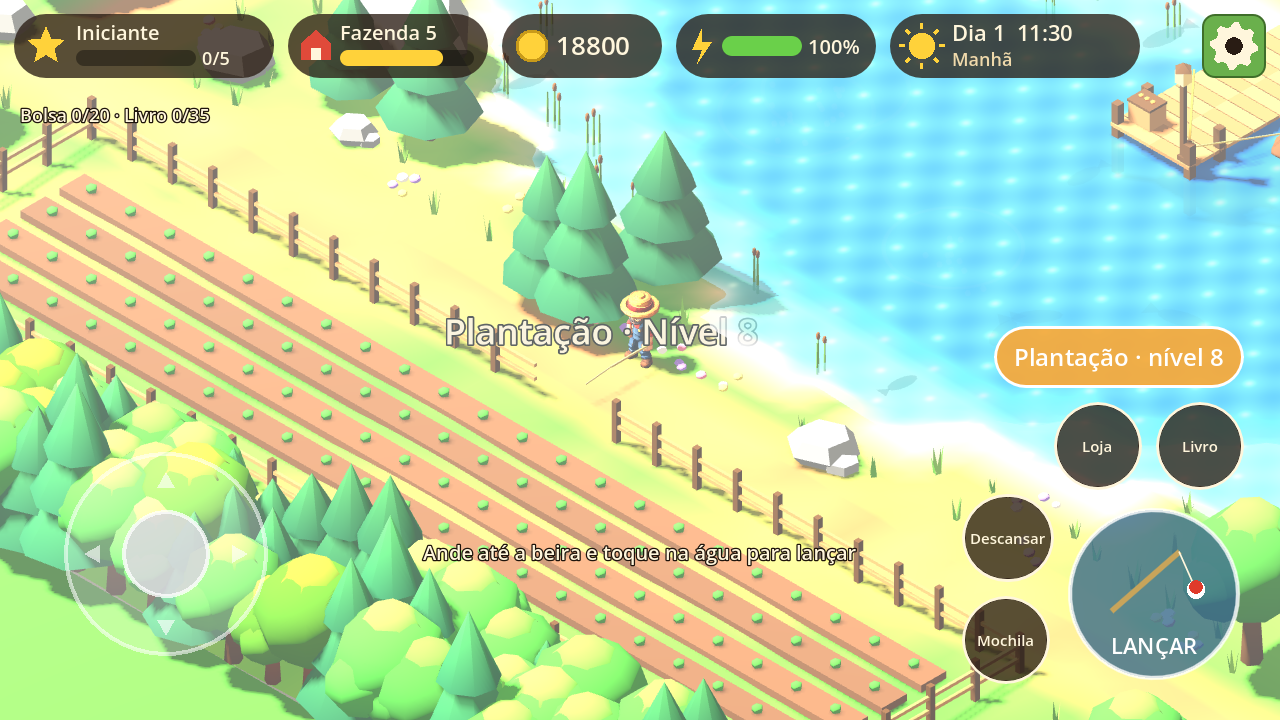 Iniciante
0/5
Fazenda 5
18800
100%
Dia 1 11:30
Manhã
Bolsa 0/20 · Livro 0/35
Plantação · Nível 8
Plantação · nível 8
Loja
Livro
Descansar
Ande até a beira e toque na água para lançar
Mochila
LANÇAR